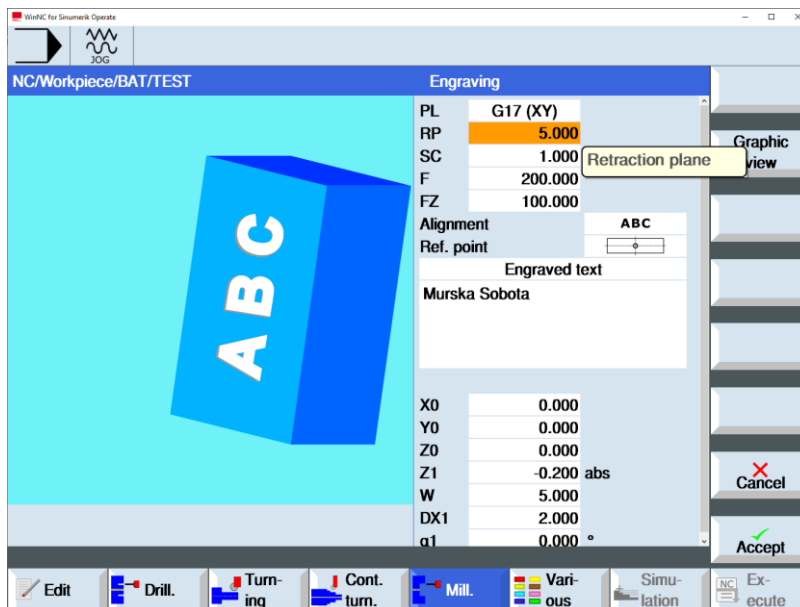 WinNC for Sinumerik Operate
JOG
NC/Workpiece/BAT/TEST
Engraving
PL G17 (XY)
RP 5.000
SC 1.000
Retraction plane
F 200.000
FZ 100.000
Alignment ABC
Ref. point
Engraved text
Murska Sobota
X0 0.000
Y0 0.000
Z0 0.000
Z1 -0.200 abs
W 5.000
DX1 2.000
α1 0.000 °
ABC
Graphic
view
Cancel
Accept
Edit
Drill.
Turn-
ing
Cont.
turn.
Mill.
Vari-
ous
Simu-
lation
NC
Ex-
ecute